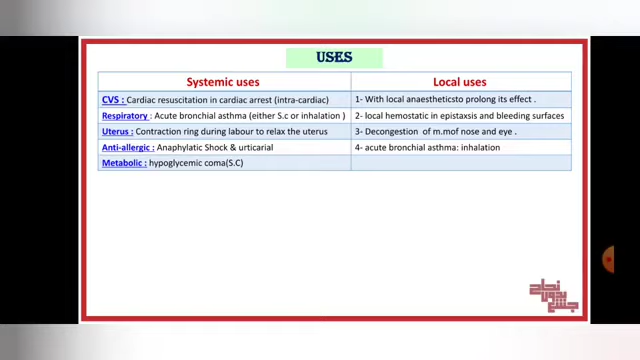 USES
Systemic uses
Local uses
CVS : Cardiac resuscitation in cardiac arrest (intra-cardiac)
1- With local anaestheticsto prolong its effect .
Respiratory : Acute bronchial asthma (either S.c or inhalation )
2- local hemostatic in epistaxsis and bleeding surfaces
Uterus : Contraction ring during labour to relax the uterus
3- Decongestion of m.mof nose and eye .
Anti-allergic : Anaphylatic Shock & urticarial
4- acute bronchial asthma: inhalation
Metabolic : hypoglycemic coma(S.C)